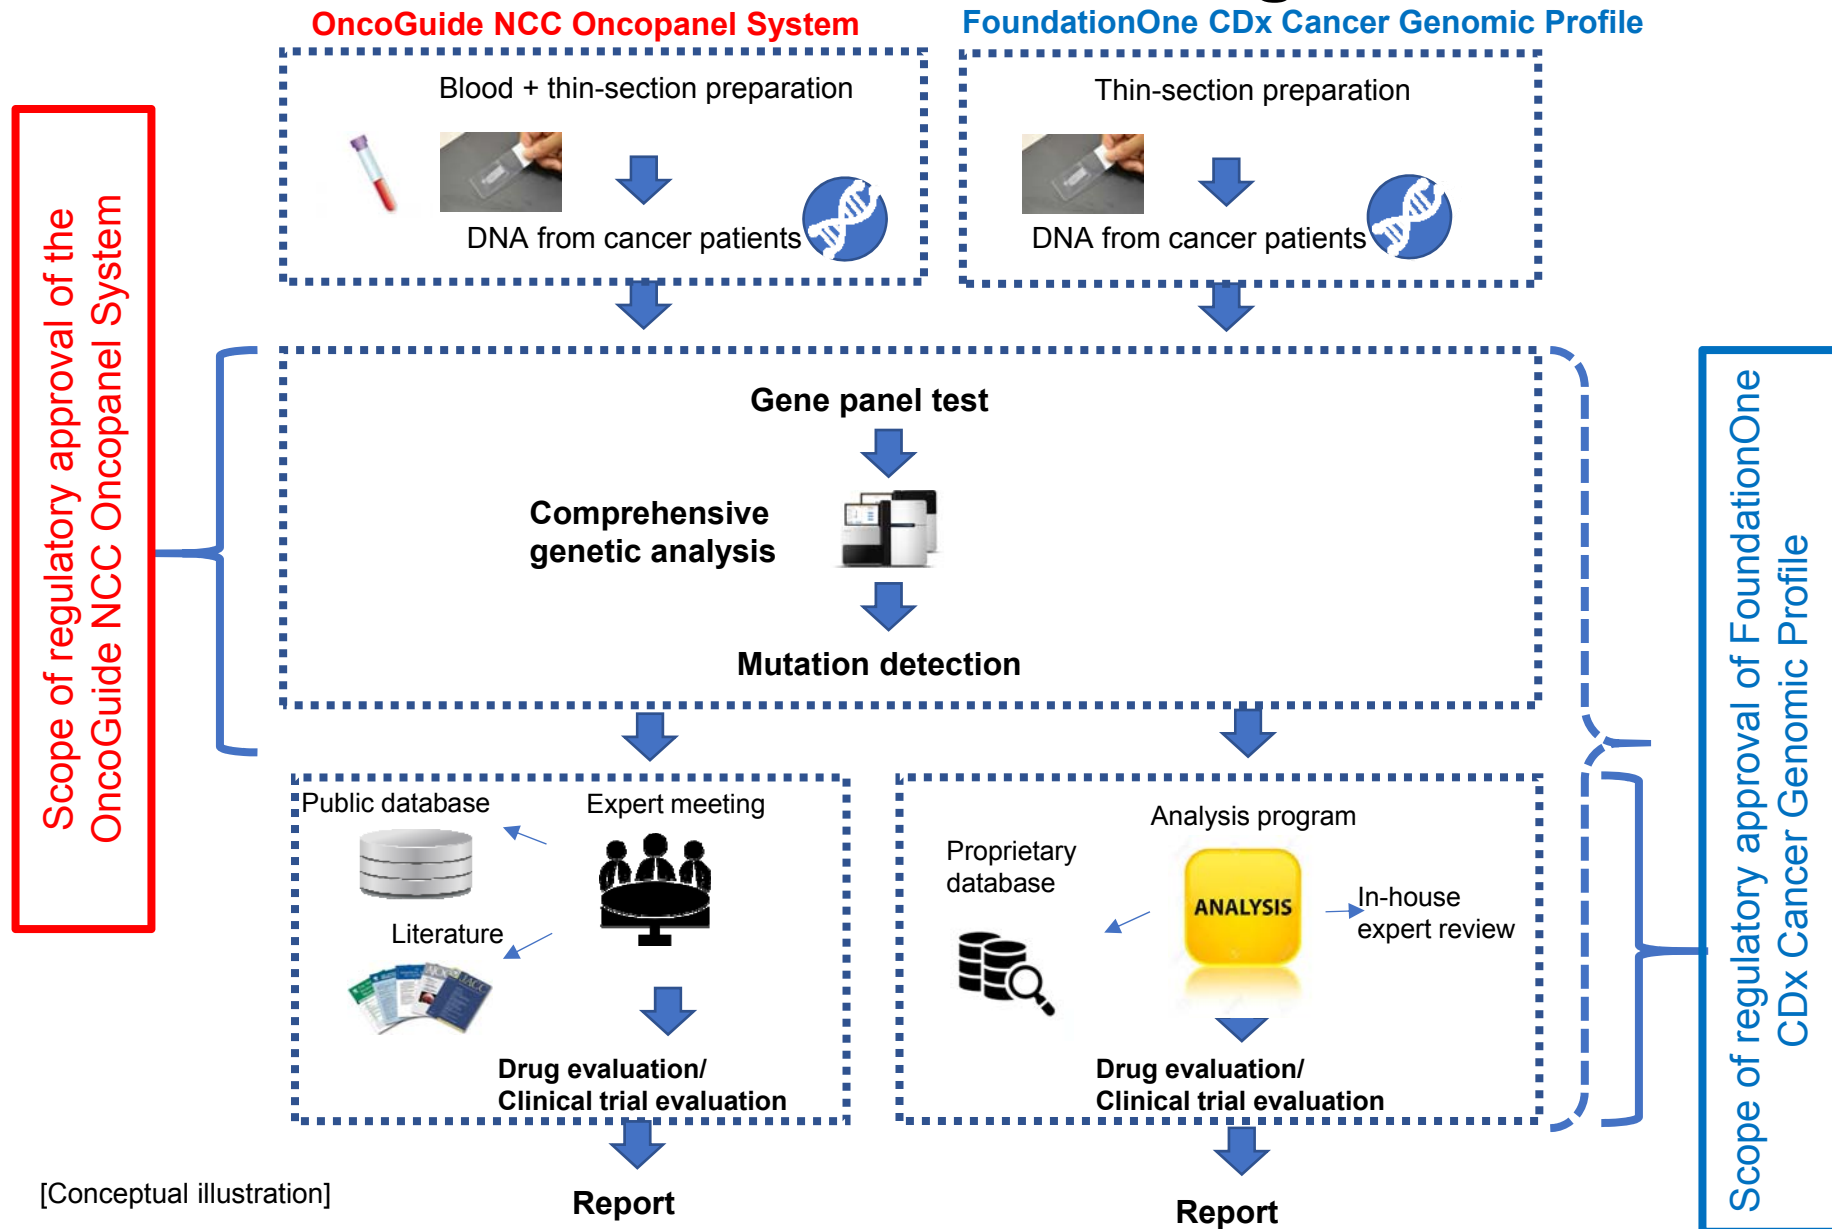 OncoGuide NCC Oncopanel System
FoundationOne CDx Cancer Genomic Profile
Blood + thin-section preparation
DNA from cancer patients
Thin-section preparation
DNA from cancer patients
Scope of regulatory approval of the
OncoGuide NCC Oncopanel System
Gene panel test
Comprehensive
genetic analysis
Mutation detection
Scope of regulatory approval of FoundationOne
CDx Cancer Genomic Profile
Public database
Expert meeting
Literature
Drug evaluation/
Clinical trial evaluation
Analysis program
Proprietary
database
ANALYSIS
In-house
expert review
Drug evaluation/
Clinical trial evaluation
[Conceptual illustration]
Report
Report